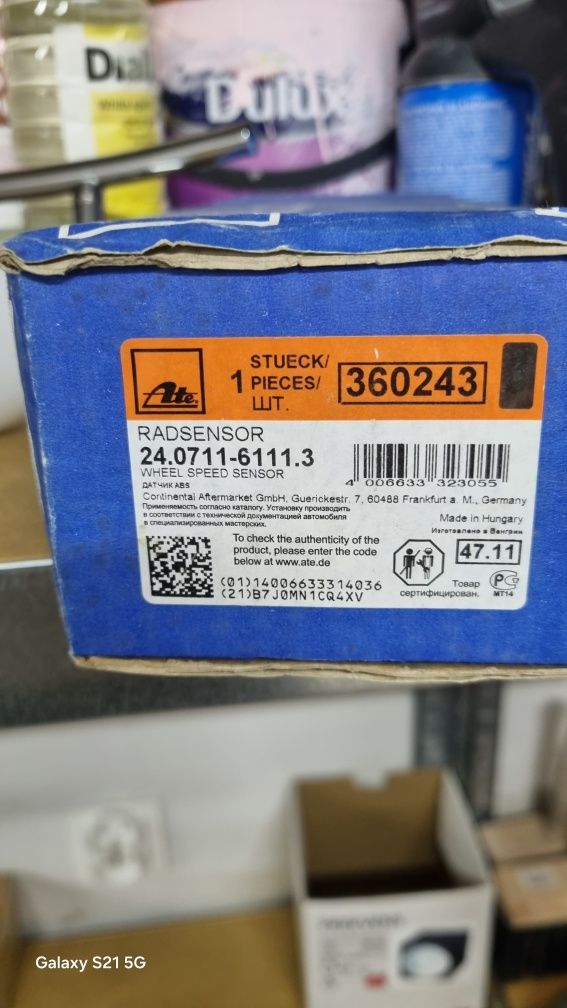 Dulux
STUECK/
1 PIECES/
ШТ.
360243
Ate
RADSENSOR
24.0711-6111.3
WHEEL SPEED SENSOR
ДАТЧИК ABS
4 006633 323055
Continental Aftermarket GmbH, Guerickestr. 7, 60488 Frankfurt a. M., Germany
Применяемость согласно каталогу. Установку производить
в соответствии с технической документацией автомобиля
в специализированных мастерских.
Made in Hungary
Изготовлено в Венгрии
To check the authenticity of the
product, please enter the code
below at www.ate.de
47.11
(01)14006633314036
(21)B7J0MN1CQ4XV
Товар
сертифицирован.
МТ14
Galaxy S21 5G